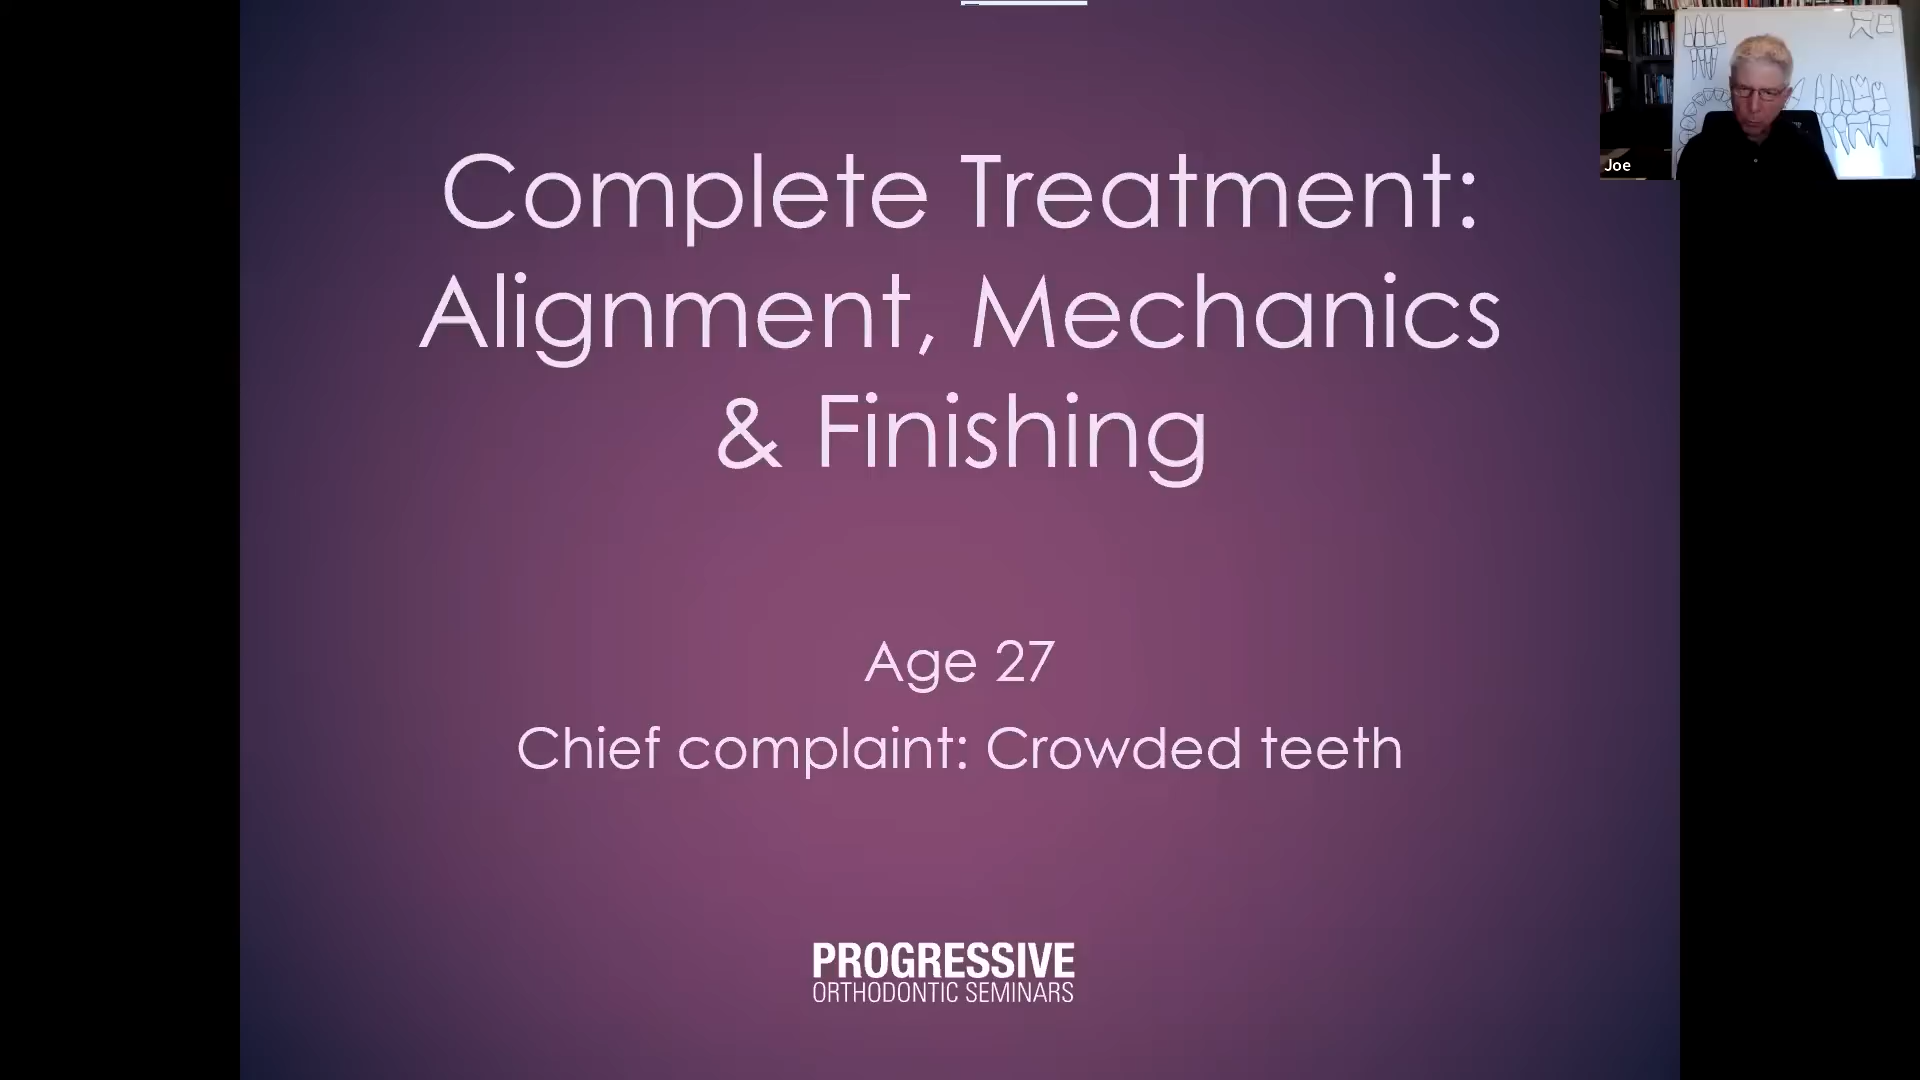 Complete Treatment:
Alignment, Mechanics
& Finishing
Age 27
Chief complaint: Crowded teeth
PROGRESSIVE
ORTHODONTIC SEMINARS
Joe